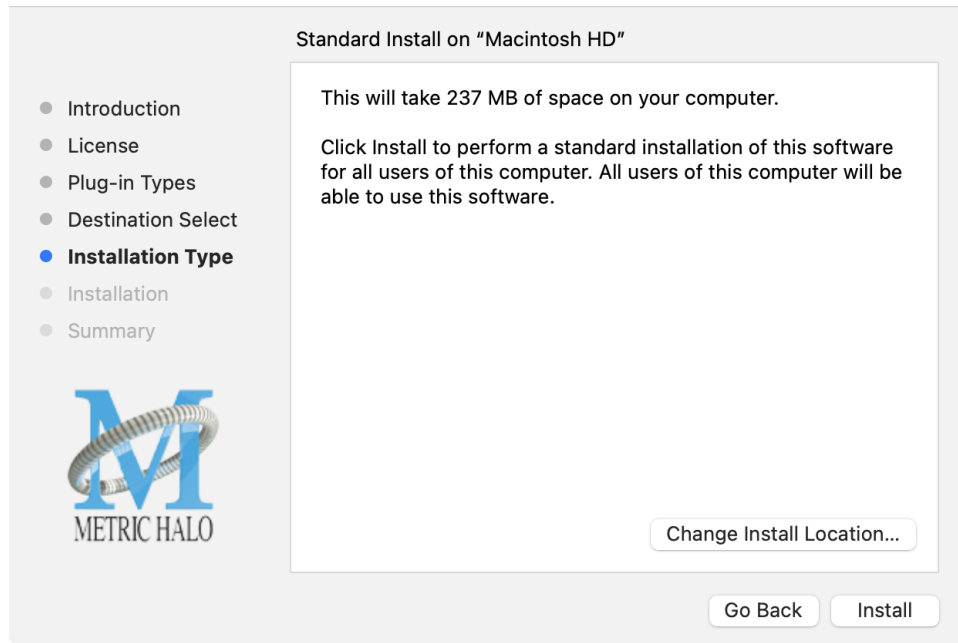 Standard Install on “Macintosh HD”
Introduction
License
Plug-in Types
Destination Select
Installation Type
Installation
Summary
METRIC HALO
This will take 237 MB of space on your computer.
Click Install to perform a standard installation of this software
for all users of this computer. All users of this computer will be
able to use this software.
Change Install Location...
Go Back
Install